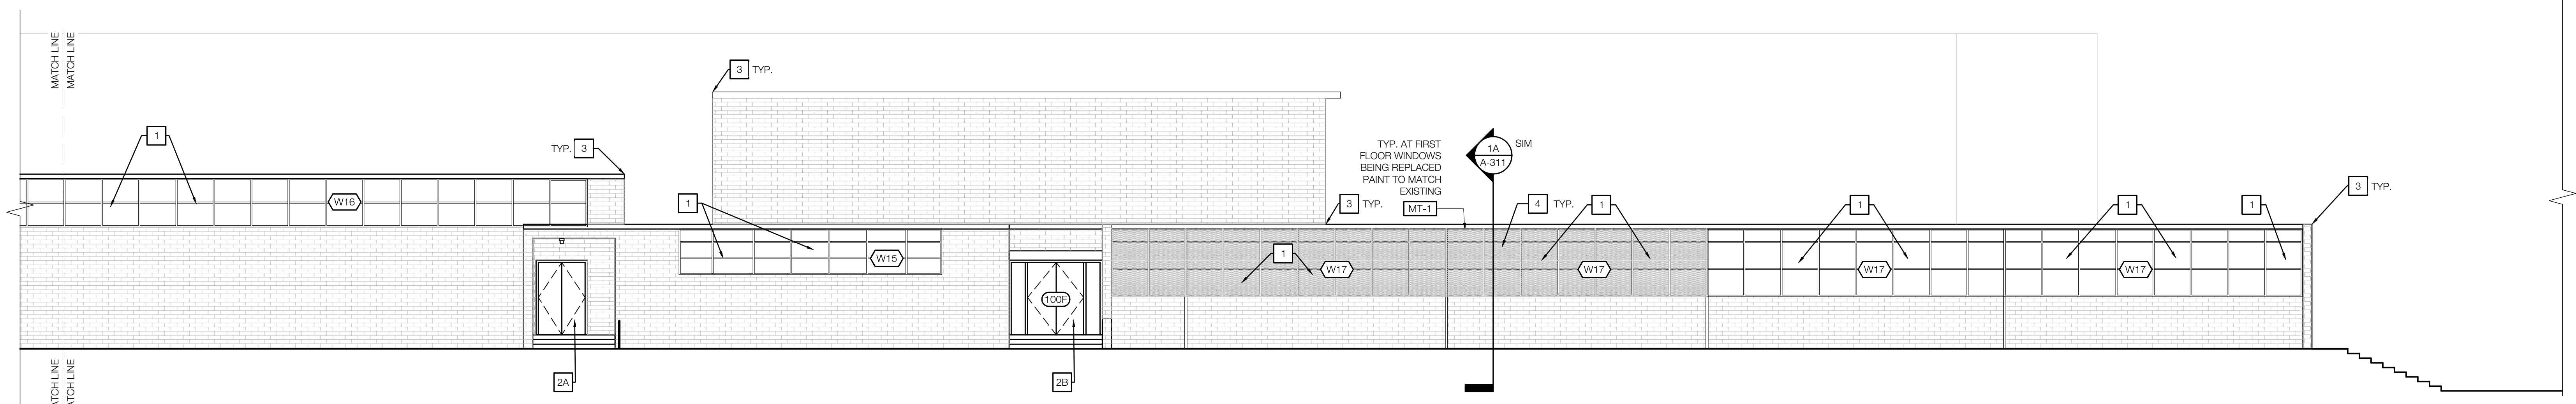 MATCH LINE
MATCH LINE
3 TYP.
1
TYP. 3
W16
1
W15
TYP. AT FIRST
FLOOR WINDOWS
BEING REPLACED
PAINT TO MATCH
EXISTING
MT-1
3 TYP.
1A
A-311
SIM
4 TYP.
1
1
1
1
3 TYP.
1
W17
W17
W17
W17
100F
2A
2B
MATCH LINE
MATCH LINE